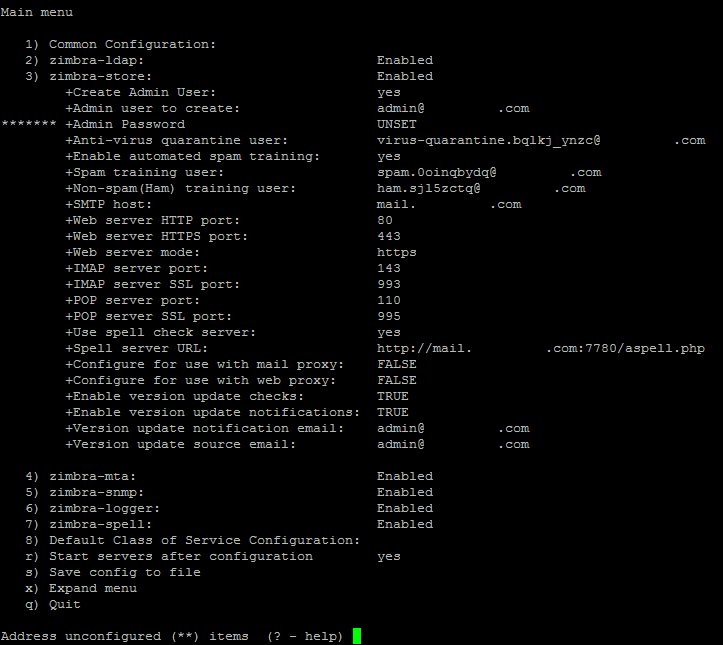 Main menu
1) Common Configuration:
2) zimbra-ldap: Enabled
3) zimbra-store: Enabled
+Create Admin User: yes
+Admin user to create: admin@ .com
******* +Admin Password UNSET
+Anti-virus quarantine user: virus-quarantine.bqlkj_ynzc@ .com
+Enable automated spam training: yes
+Spam training user: spam.0oinqbydq@ .com
+Non-spam(Ham) training user: ham.sjl5zctq@ .com
+SMTP host: mail. .com
+Web server HTTP port: 80
+Web server HTTPS port: 443
+Web server mode: https
+IMAP server port: 143
+IMAP server SSL port: 993
+POP server port: 110
+POP server SSL port: 995
+Use spell check server: yes
+Spell server URL: http://mail. .com:7780/aspell.php
+Configure for use with mail proxy: FALSE
+Configure for use with web proxy: FALSE
+Enable version update checks: TRUE
+Enable version update notifications: TRUE
+Version update notification email: admin@ .com
+Version update source email: admin@ .com
4) zimbra-mta: Enabled
5) zimbra-snmp: Enabled
6) zimbra-logger: Enabled
7) zimbra-spell: Enabled
8) Default Class of Service Configuration:
r) Start servers after configuration yes
s) Save config to file
x) Expand menu
q) Quit
Address unconfigured (**) items (? - help)